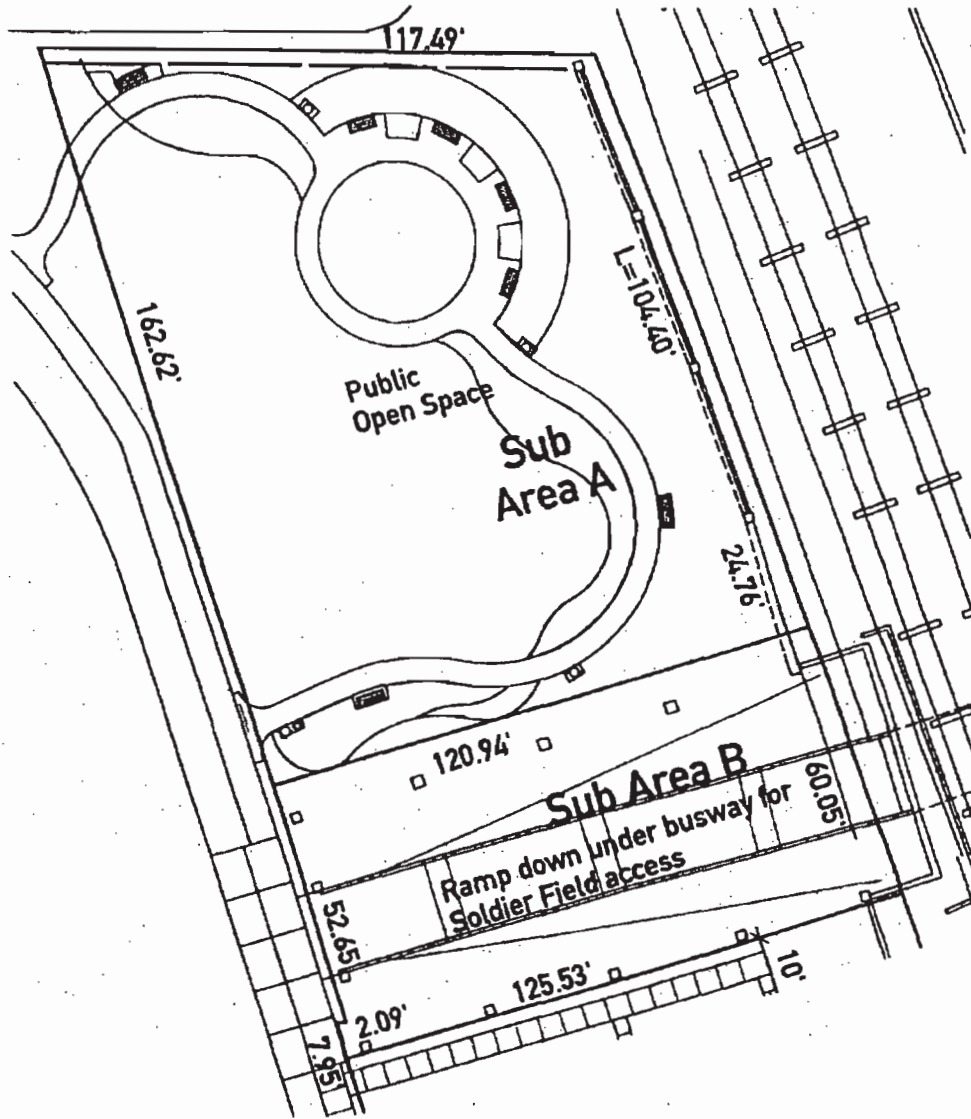 117.49'
L=104.40'
162.62'
Public
Open Space
Sub
Area A
24.76'
120.94'
Sub Area B
60.05'
Ramp down under busway for
Soldier Field access
52.65'
125.53'
10'
2.09'
7.95'